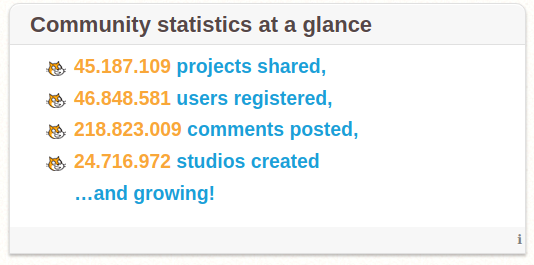 Community statistics at a glance
45.187.109 projects shared,
46.848.581 users registered,
218.823.009 comments posted,
24.716.972 studios created
...and growing!
i